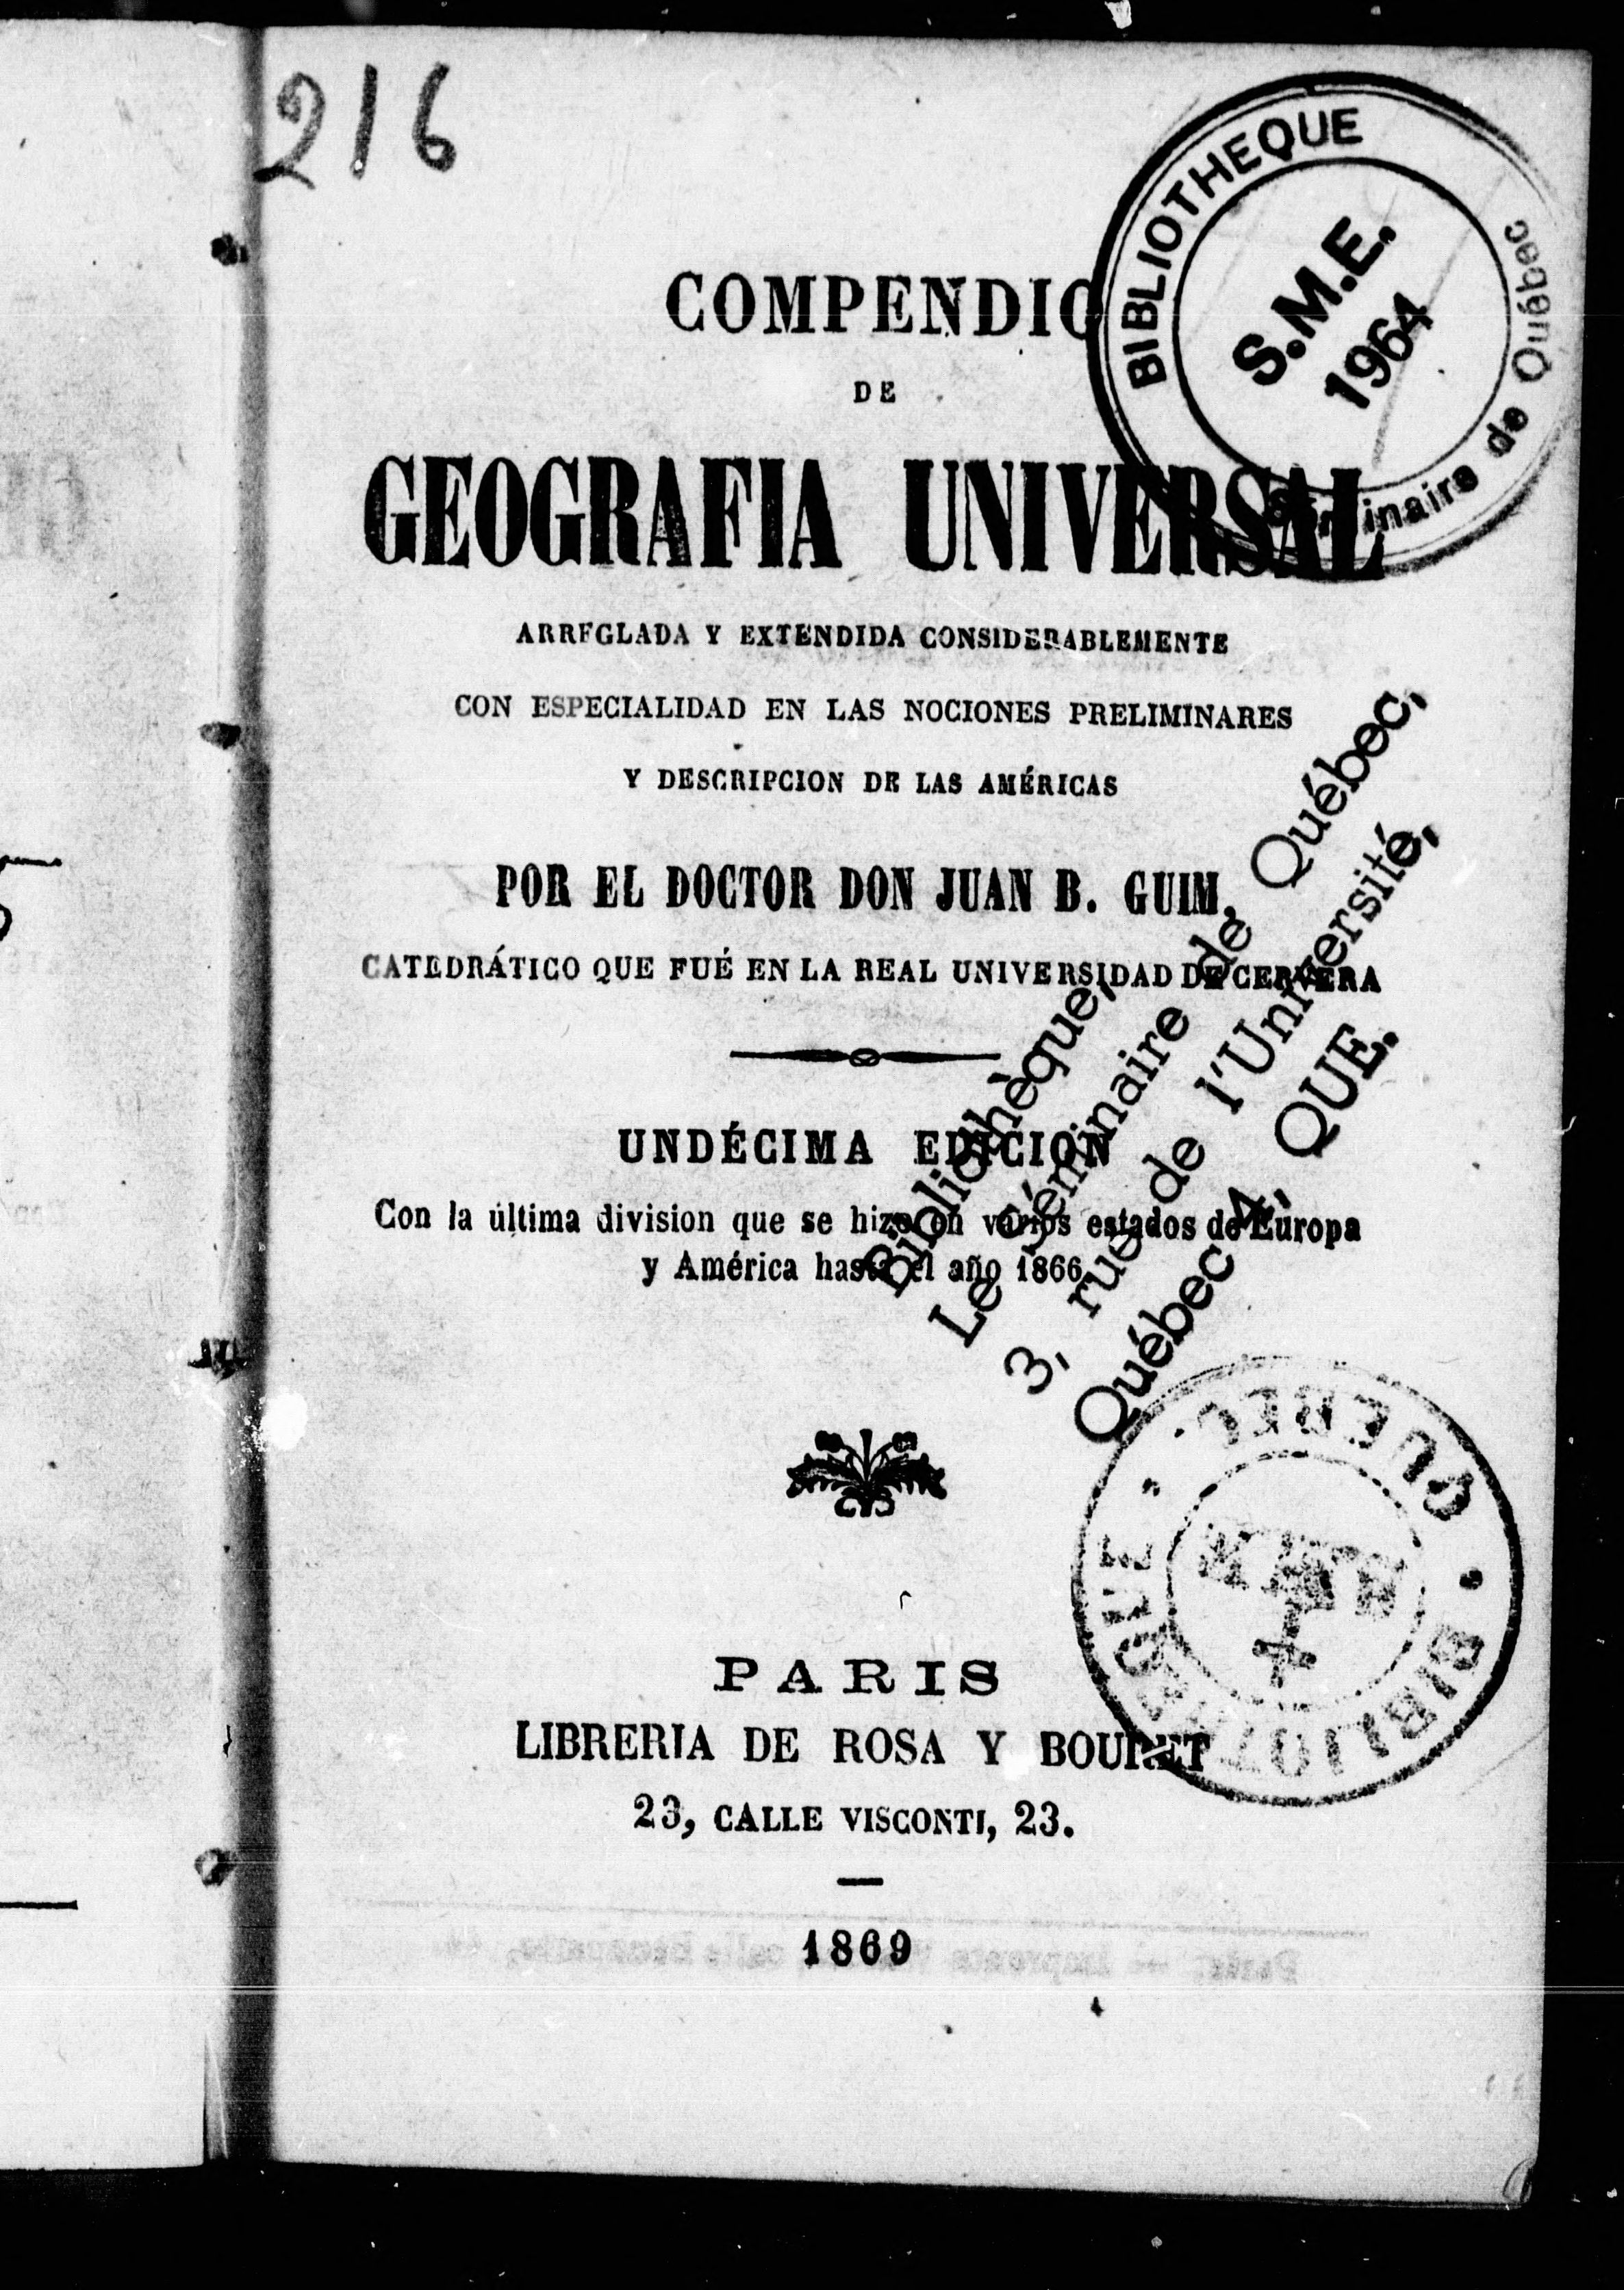 216
COMPENDIO
DE
GEOGRAFIA UNIVERSAL
ARREGLADA Y EXTENDIDA CONSIDERABLEMENTE
CON ESPECIALIDAD EN LAS NOCIONES PRELIMINARES
Y DESCRIPCION DE LAS AMÉRICAS
POR EL DOCTOR DON JUAN B. GUIM,
CATEDRÁTICO QUE FUÉ EN LA REAL UNIVERSIDAD DE CERVERA
UNDÉCIMA EDICION
Con la última division que se hizo en varios estados de Europa
y América hasta el año 1866
PARIS
LIBRERIA DE ROSA Y BOURET
23, CALLE VISCONTI, 23.
1869
BIBLIOTHEQUE
S.M.E.
1964
Séminaire de Québec
Bibliothèque,
Le Séminaire de Québec,
3, rue de l'Université,
Québec 4, QUE.
BIBLIOTHEQUE
QUEBEC